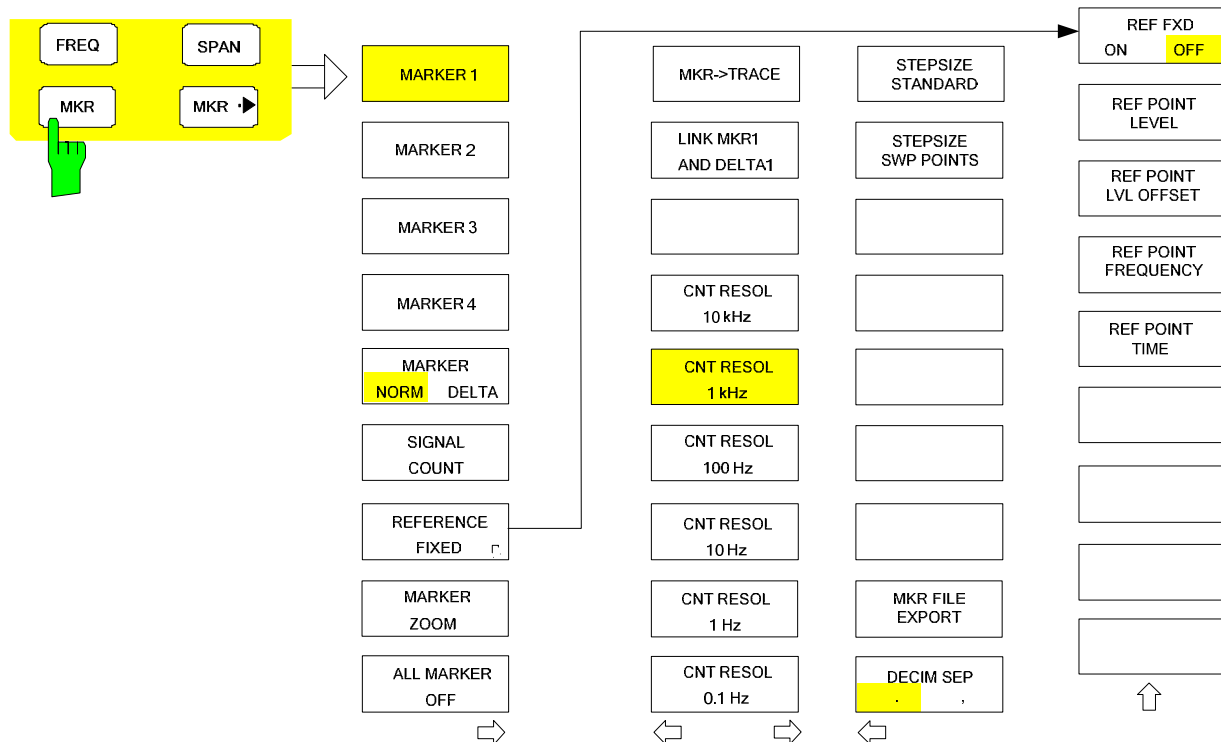 FREQ
SPAN
MKR
MKR
MARKER 1
MARKER 2
MARKER 3
MARKER 4
MARKER
NORM DELTA
SIGNAL
COUNT
REFERENCE
FIXED
MARKER
ZOOM
ALL MARKER
OFF
MKR->TRACE
LINK MKR1
AND DELTA1
CNT RESOL
10 kHz
CNT RESOL
1 kHz
CNT RESOL
100 Hz
CNT RESOL
10 Hz
CNT RESOL
1 Hz
CNT RESOL
0.1 Hz
STEPSIZE
STANDARD
STEPSIZE
SWP POINTS
MKR FILE
EXPORT
DECIM SEP
. ,
REF FXD
ON OFF
REF POINT
LEVEL
REF POINT
LVL OFFSET
REF POINT
FREQUENCY
REF POINT
TIME